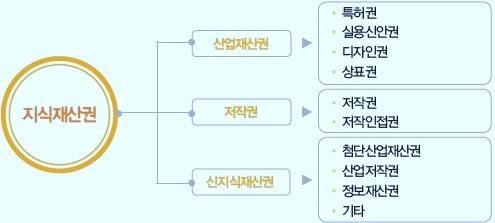 지식재산권
산업재산권
특허권
실용신안권
디자인권
상표권
저작권
저작권
저작인접권
신지식재산권
첨단산업재산권
산업저작권
정보재산권
기타